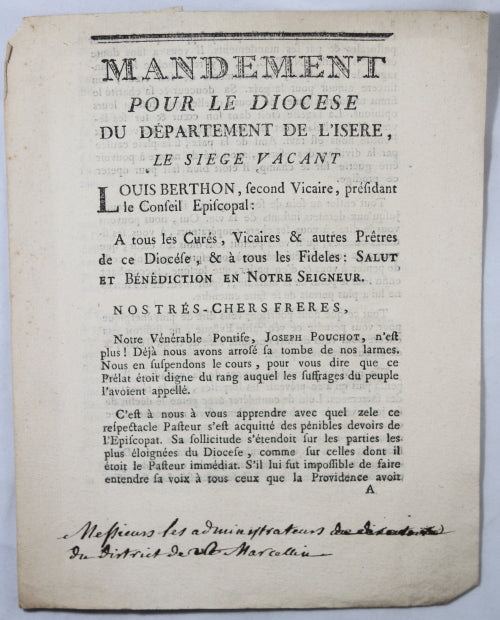 MANDEMENT
POUR LE DIOCESE
DU DÉPARTEMENT DE L'ISERE,
LE SIEGE VACANT
LOUIS BERTHON, second Vicaire, présidant
le Conseil Episcopal:
A tous les Curés, Vicaires & autres Prêtres
de ce Diocése, & à tous les Fideles: SALUT
ET BÉNÉDICTION EN NOTRE SEIGNEUR.
NOS TRÉS-CHERS FRERES,
Notre Vénérable Pontife, JOSEPH POUCHOT, n'est
plus! Déjà nous avons arrosé sa tombe de nos larmes.
Nous en suspendons le cours, pour vous dire que ce
Prélat étoit digne du rang auquel les suffrages du peuple
l'avoient appellé.
C'est à nous à vous apprendre avec quel zele ce
respectacle Pasteur s'est acquitté des pénibles devoirs de
l'Episcopat. Sa sollicitude s'étendoit sur les parties les
plus éloignées du Diocese, comme sur celles dont il
étoit le Pasteur immédiat. S'il lui fut impossible de faire
entendre sa voix à tous ceux que la Providence avoit
A
Messieurs les administrateurs
du district de St Marcellin